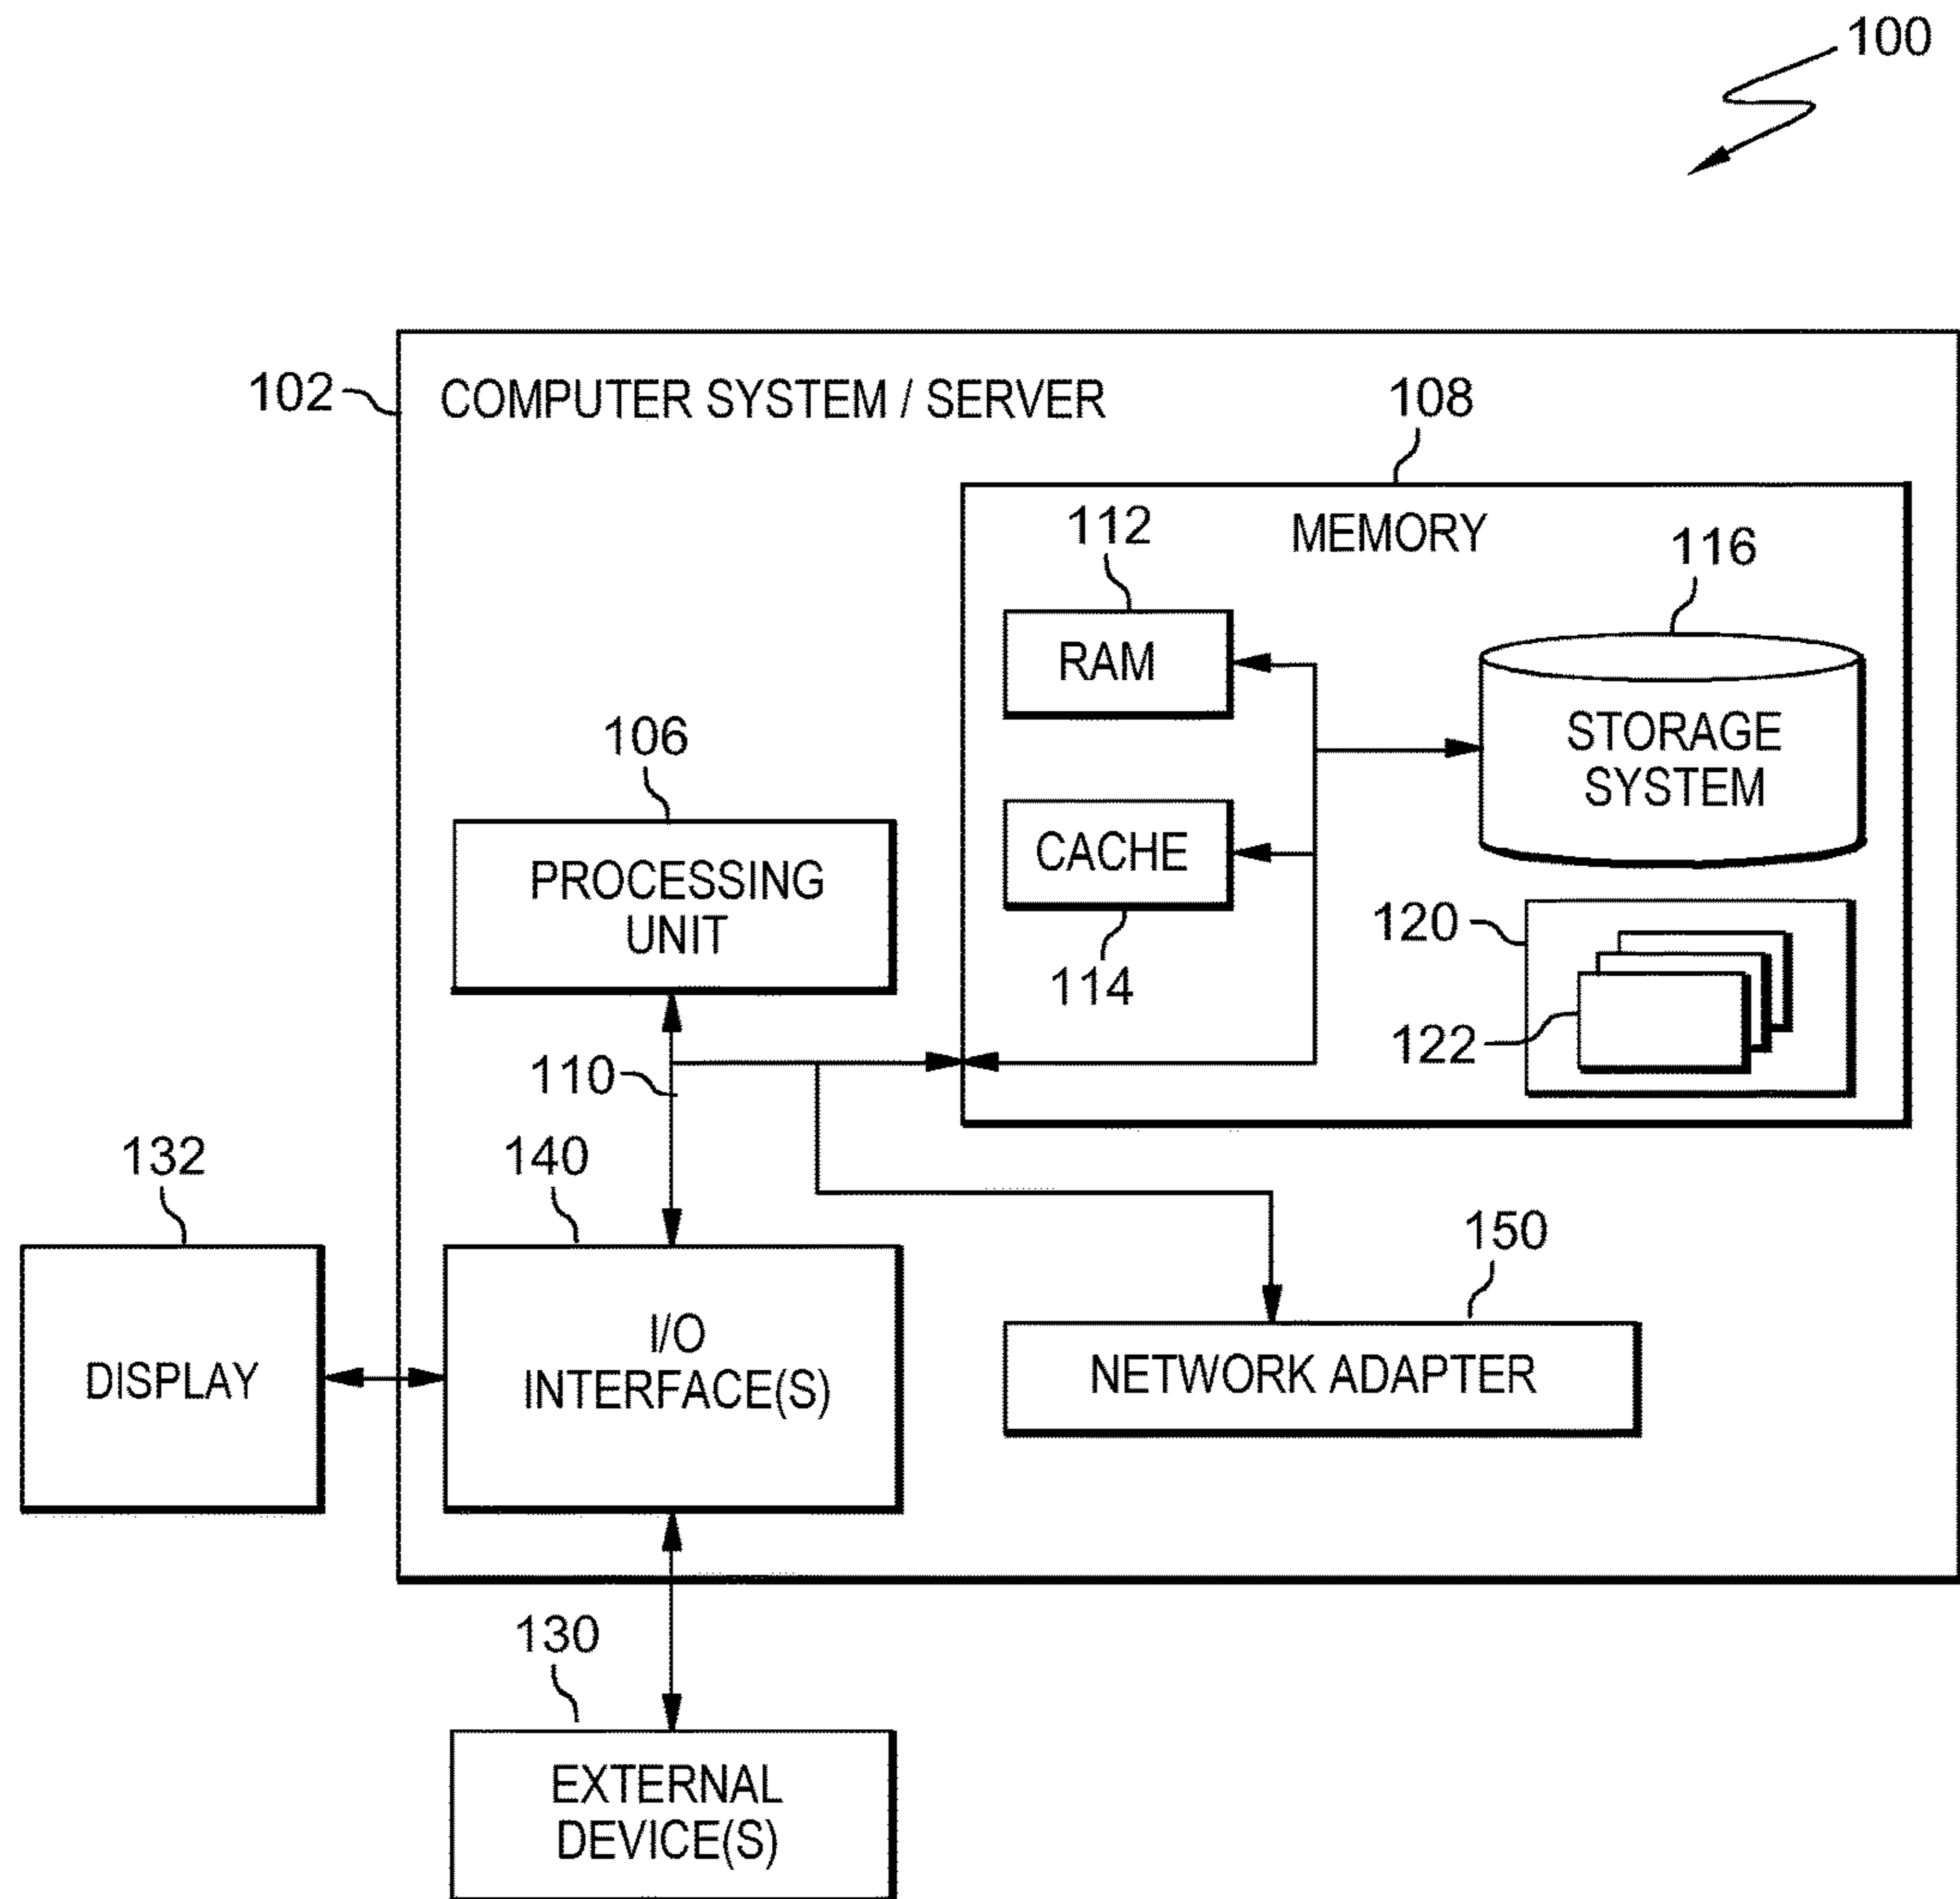 100
102
COMPUTER SYSTEM / SERVER
108
MEMORY
112
RAM
116
STORAGE
SYSTEM
106
PROCESSING
UNIT
CACHE
114
120
122
110
140
132
DISPLAY
I/O
INTERFACE(S)
150
NETWORK ADAPTER
130
EXTERNAL
DEVICE(S)